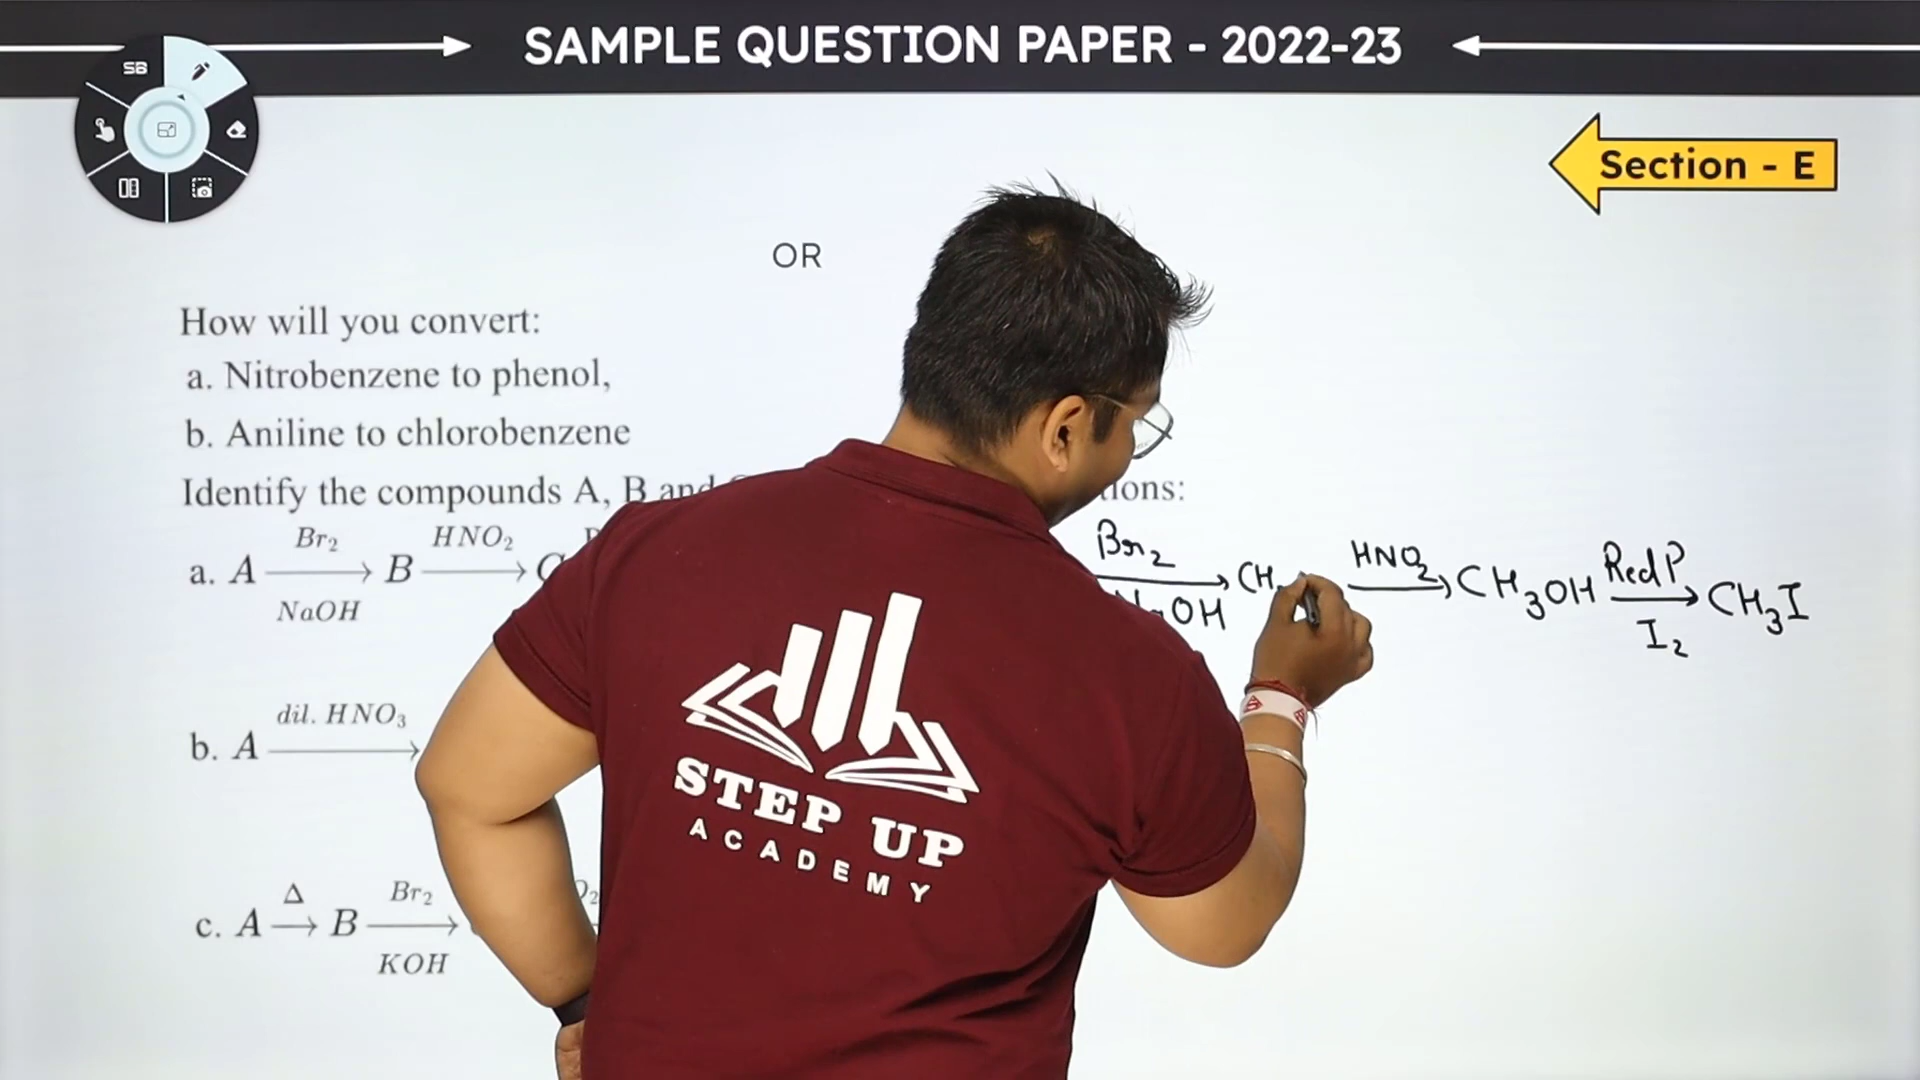 SAMPLE QUESTION PAPER - 2022-23
SB
Section - E
OR
How will you convert:
a. Nitrobenzene to phenol,
b. Aniline to chlorobenzene
Identify the compounds A, B and
Br₂ HNO₂
a. A → B → C
NaOH
Br₂ HNO₂ Red P
→ CH → CH₃OH → CH₃I
NaOH I₂
dil. HNO₃
b. A →
Δ Br₂
c. A → B →
KOH
STEP UP
ACADEMY